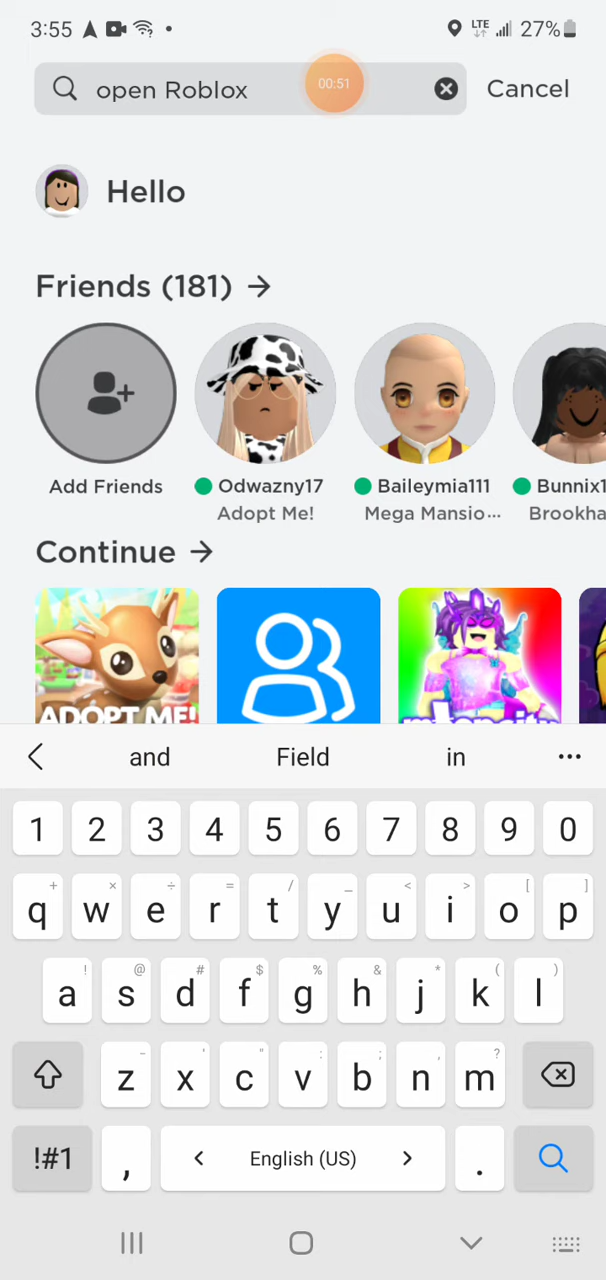 3:55 LTE 27%
open Roblox 00:51 Cancel
Hello
Friends (181) →
Add Friends Odwazny17 Baileymia111 Bunnix1
Adopt Me! Mega Mansio... Brookha
Continue →
ADOPT ME!
and Field in ...
1 2 3 4 5 6 7 8 9 0
+ × ÷ = / _ < > [ ]
q w e r t y u i o p
! @ # $ % & * ( )
a s d f g h j k l
- ' " : ; , ?
z x c v b n m
!#1 , < English (US) > .